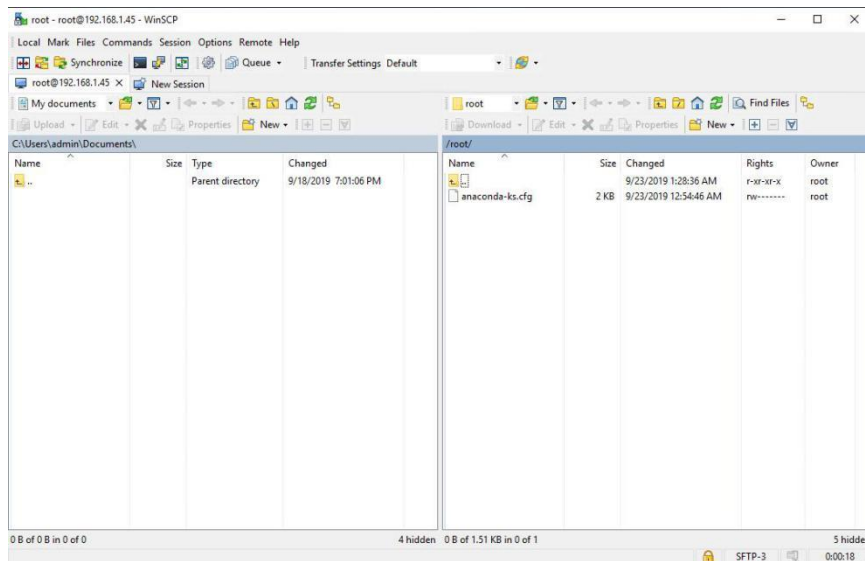 root - root@192.168.1.45 - WinSCP
Local Mark Files Commands Session Options Remote Help
Synchronize Queue Transfer Settings Default
root@192.168.1.45 New Session
My documents
Upload Edit Properties New
C:\Users\admin\Documents\
Name Size Type Changed
.. Parent directory 9/18/2019 7:01:06 PM
0 B of 0 B in 0 of 0 4 hidden
root Find Files
Download Edit Properties New
/root/
Name Size Changed Rights Owner
.. 9/23/2019 1:28:36 AM r-xr-xr-x root
anaconda-ks.cfg 2 KB 9/23/2019 12:54:46 AM rw------- root
0 B of 1.51 KB in 0 of 1 5 hidde
SFTP-3 0:00:18